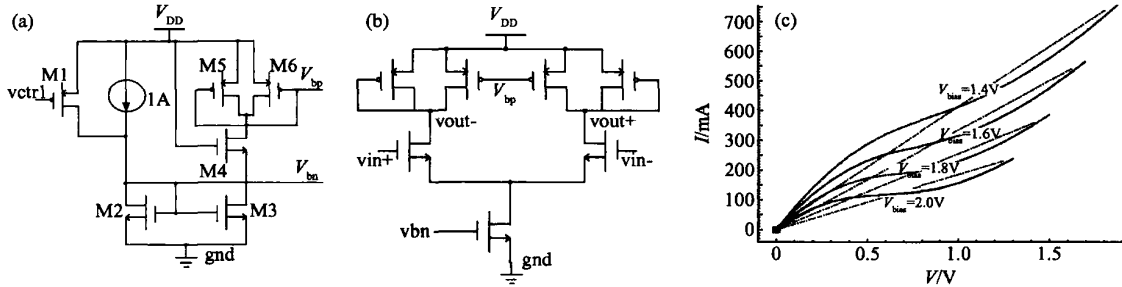 (a)
V_DD
M1
vctrl
1A
M5
M6
V_bp
M4
V_bn
M2
M3
gnd
(b)
V_DD
V_bp
vout-
vout+
vin+
vin-
vbn
gnd
(c)
I/mA
700
600
500
400
300
200
100
0
V_bias=1.4V
V_bias=1.6V
V_bias=1.8V
V_bias=2.0V
0
0.5
1.0
1.5
V/V